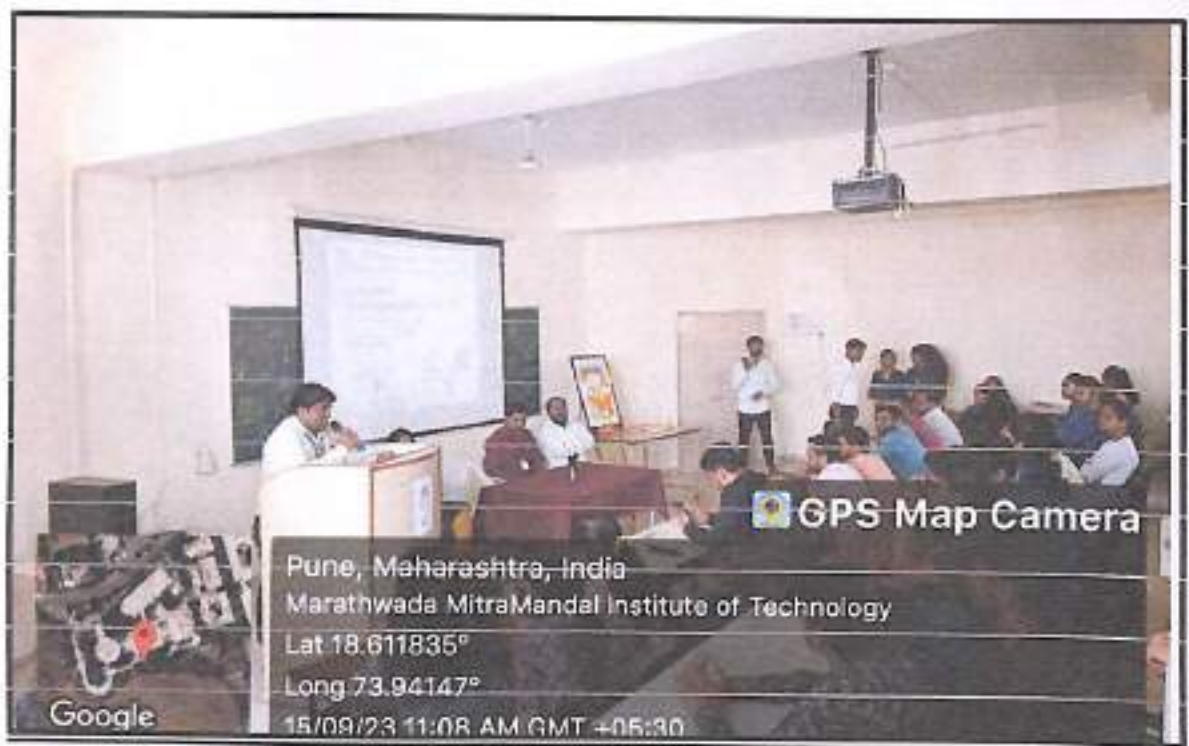 GPS Map Camera
Pune, Maharashtra, India
Marathwada MitraMandal Institute of Technology
Lat 18.611835°
Long 73.94147°
15/09/23 11:08 AM GMT +05:30
Google